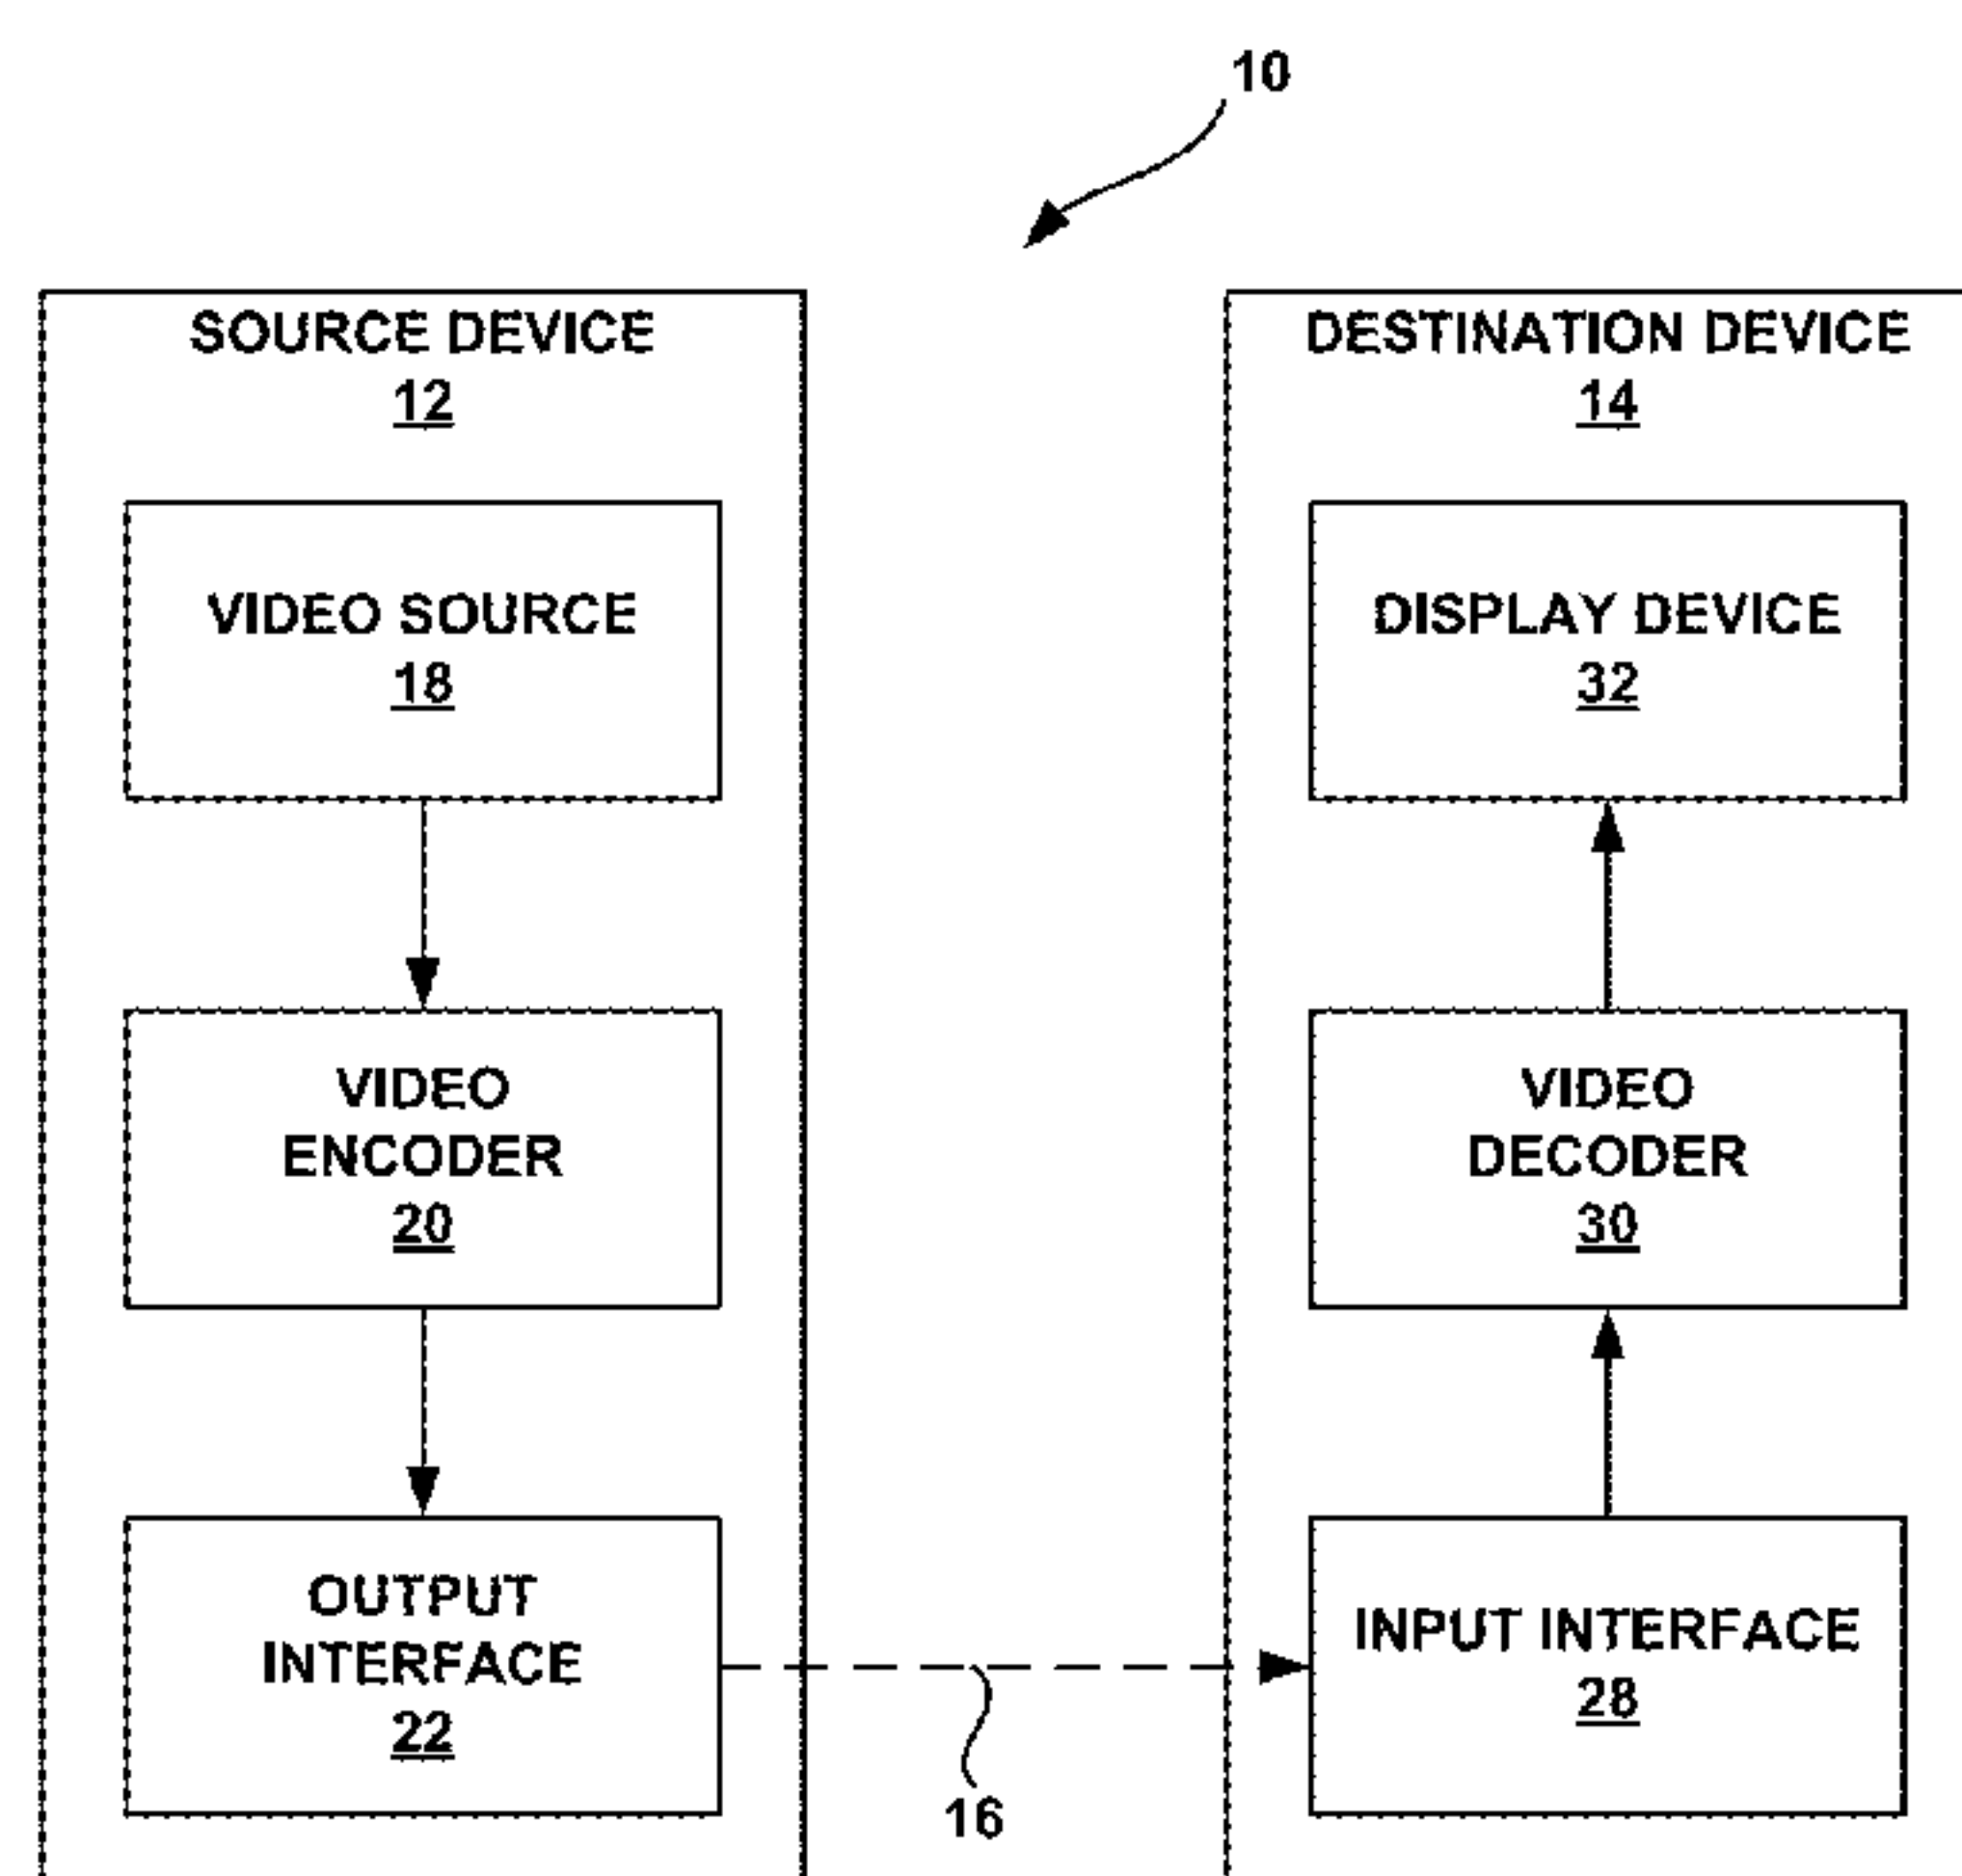 10
SOURCE DEVICE
12
VIDEO SOURCE
18
VIDEO
ENCODER
20
OUTPUT
INTERFACE
22
16
DESTINATION DEVICE
14
DISPLAY DEVICE
32
VIDEO
DECODER
30
INPUT INTERFACE
28